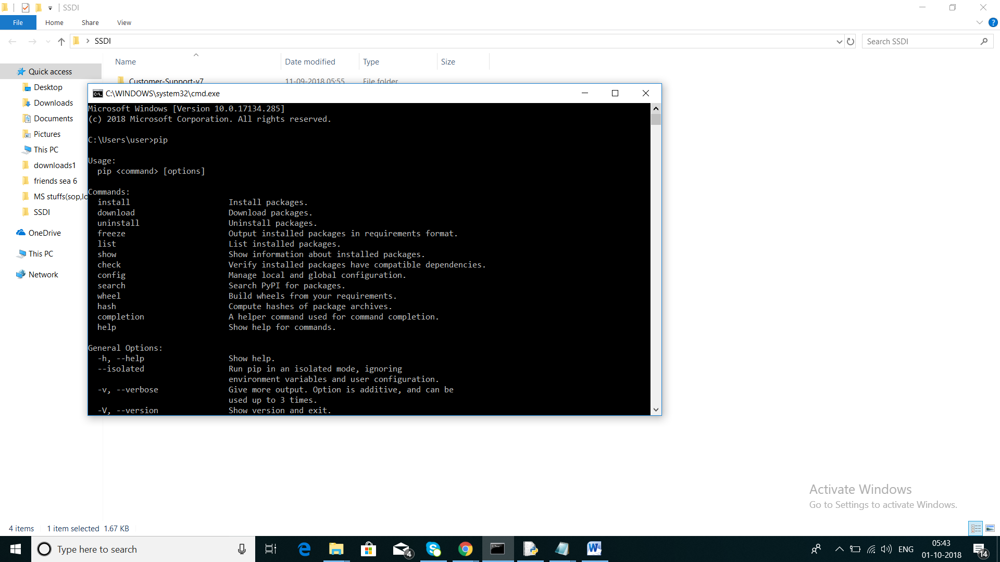 SSDI
File Home Share View
SSDI
Search SSDI
Name Date modified Type Size
Quick access
Customer-Support-v7 11-09-2018 05:55 File folder
Desktop
Downloads
Documents
Pictures
This PC
downloads1
friends sea 6
MS stuffs(sop,lo
SSDI
OneDrive
This PC
Network
C:\WINDOWS\system32\cmd.exe
Microsoft Windows [Version 10.0.17134.285]
(c) 2018 Microsoft Corporation. All rights reserved.
C:\Users\user>pip
Usage:
pip <command> [options]
Commands:
install Install packages.
download Download packages.
uninstall Uninstall packages.
freeze Output installed packages in requirements format.
list List installed packages.
show Show information about installed packages.
check Verify installed packages have compatible dependencies.
config Manage local and global configuration.
search Search PyPI for packages.
wheel Build wheels from your requirements.
hash Compute hashes of package archives.
completion A helper command used for command completion.
help Show help for commands.
General Options:
-h, --help Show help.
--isolated Run pip in an isolated mode, ignoring
environment variables and user configuration.
-v, --verbose Give more output. Option is additive, and can be
used up to 3 times.
-V, --version Show version and exit.
Activate Windows
Go to Settings to activate Windows.
4 items 1 item selected 1.67 KB
Type here to search
4
ENG
05:43
01-10-2018
14